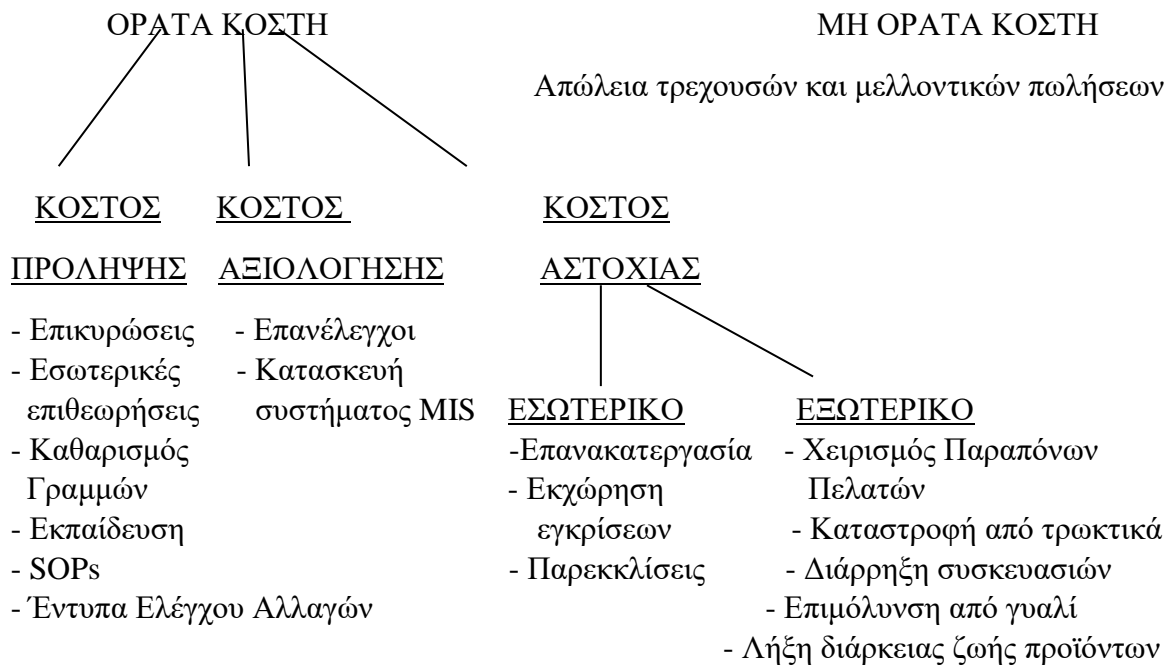 ΟΡΑΤΑ ΚΟΣΤΗ
ΜΗ ΟΡΑΤΑ ΚΟΣΤΗ
Απώλεια τρεχουσών και μελλοντικών πωλήσεων
ΚΟΣΤΟΣ
ΠΡΟΛΗΨΗΣ
- Επικυρώσεις
- Εσωτερικές
επιθεωρήσεις
- Καθαρισμός
Γραμμών
- Εκπαίδευση
- SOPs
- Έντυπα Ελέγχου Αλλαγών
ΚΟΣΤΟΣ
ΑΞΙΟΛΟΓΗΣΗΣ
- Επανέλεγχοι
- Κατασκευή
συστήματος MIS
ΚΟΣΤΟΣ
ΑΣΤΟΧΙΑΣ
ΕΣΩΤΕΡΙΚΟ
-Επανακατεργασία
- Εκχώρηση
εγκρίσεων
- Παρεκκλίσεις
ΕΞΩΤΕΡΙΚΟ
- Χειρισμός Παραπόνων
Πελατών
- Καταστροφή από τρωκτικά
- Διάρρηξη συσκευασιών
- Επιμόλυνση από γυαλί
- Λήξη διάρκειας ζωής προϊόντων